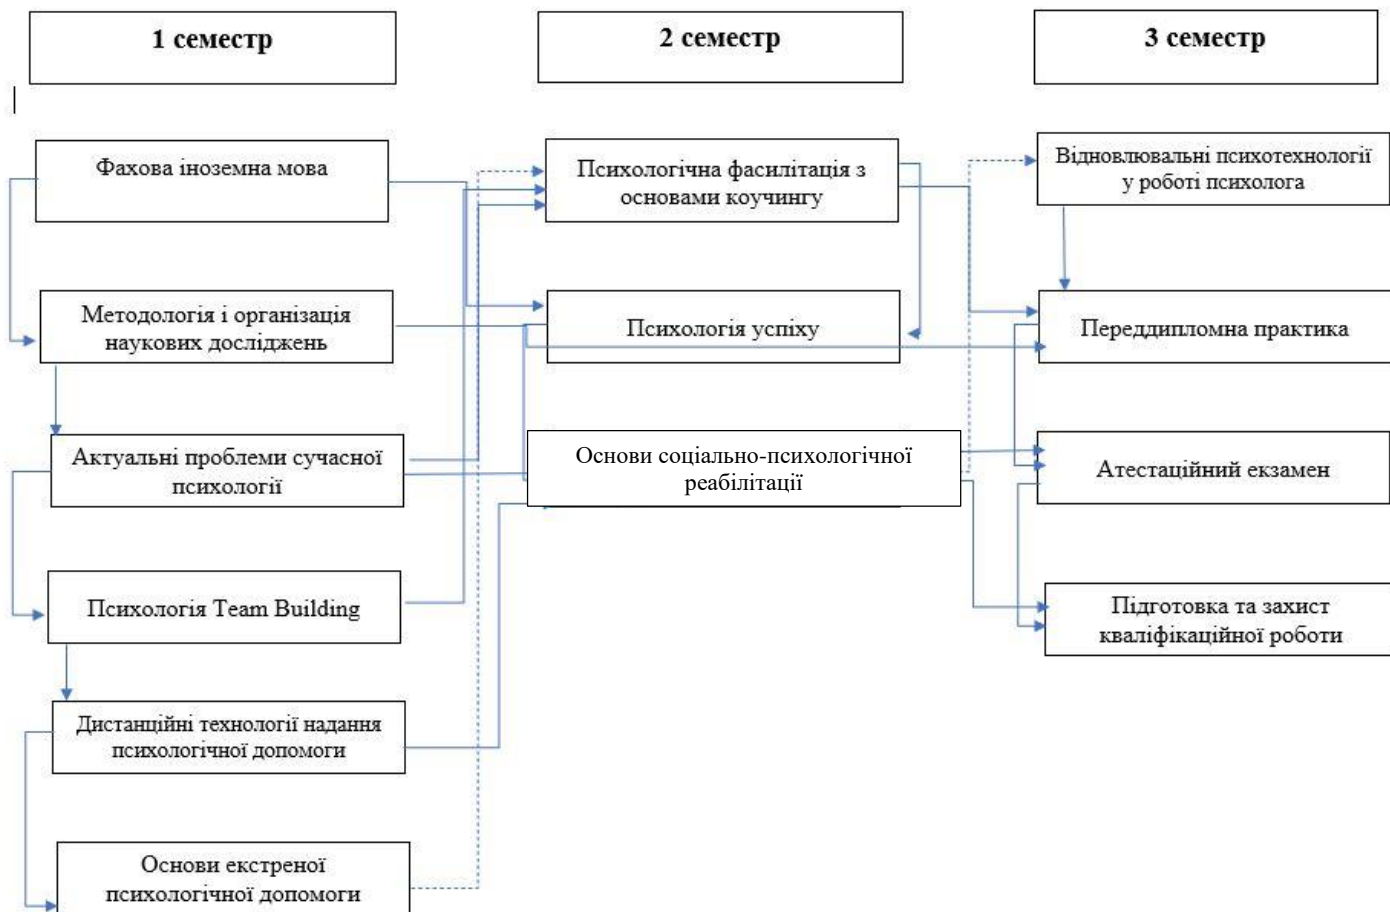 1 семестр
2 семестр
3 семестр
Фахова іноземна мова
Методологія і організація
наукових досліджень
Актуальні проблеми сучасної
психології
Психологія Team Building
Дистанційні технології надання
психологічної допомоги
Основи екстреної
психологічної допомоги
Психологічна фасилітація з
основами коучингу
Психологія успіху
Основи соціально-психологічної
реабілітації
Відновлювальні психотехнології
у роботі психолога
Переддипломна практика
Атестаційний екзамен
Підготовка та захист
кваліфікаційної роботи